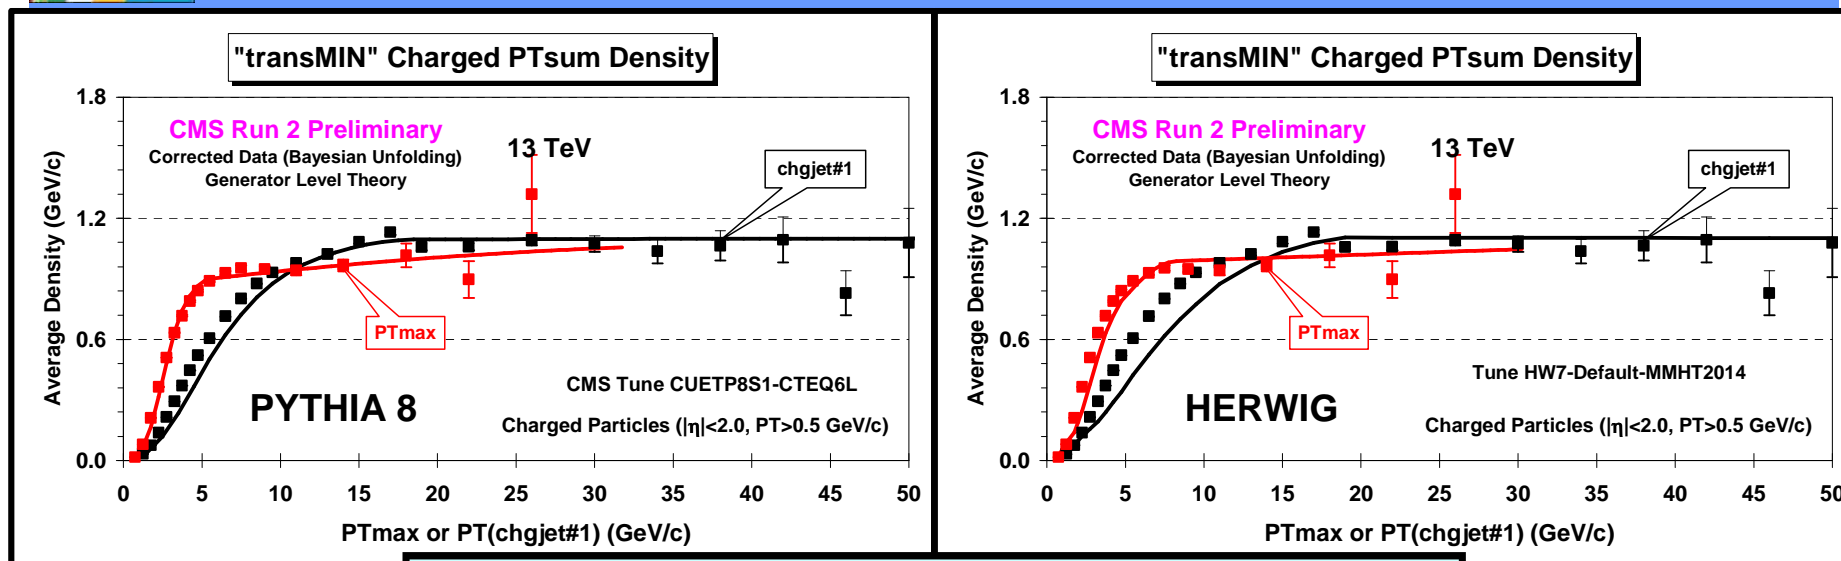 "transMIN" Charged PTsum Density
Average Density (GeV/c)
1.8
1.2
0.6
0.0
CMS Run 2 Preliminary
Corrected Data (Bayesian Unfolding)
Generator Level Theory
13 TeV
chgjet#1
PTmax
CMS Tune CUETP8S1-CTEQ6L
PYTHIA 8
Charged Particles (|η|<2.0, PT>0.5 GeV/c)
0 5 10 15 20 25 30 35 40 45 50
PTmax or PT(chgjet#1) (GeV/c)
"transMIN" Charged PTsum Density
Average Density (GeV/c)
1.8
1.2
0.6
0.0
CMS Run 2 Preliminary
Corrected Data (Bayesian Unfolding)
Generator Level Theory
13 TeV
chgjet#1
PTmax
Tune HW7-Default-MMHT2014
HERWIG
Charged Particles (|η|<2.0, PT>0.5 GeV/c)
0 5 10 15 20 25 30 35 40 45 50
PTmax or PT(chgjet#1) (GeV/c)